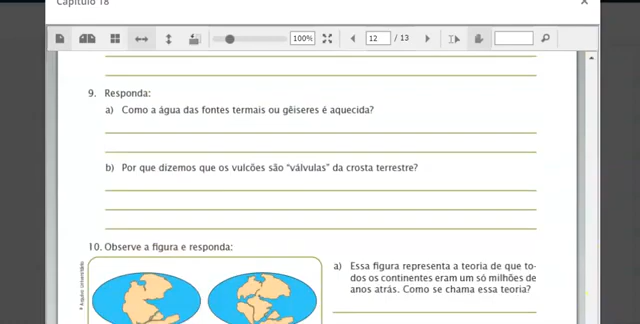 Capítulo 18
100%
12 / 13
9. Responda:
a) Como a água das fontes termais ou gêiseres é aquecida?
b) Por que dizemos que os vulcões são “válvulas” da crosta terrestre?
10. Observe a figura e responda:
a) Essa figura representa a teoria de que to-
dos os continentes eram um só milhões de
anos atrás. Como se chama essa teoria?